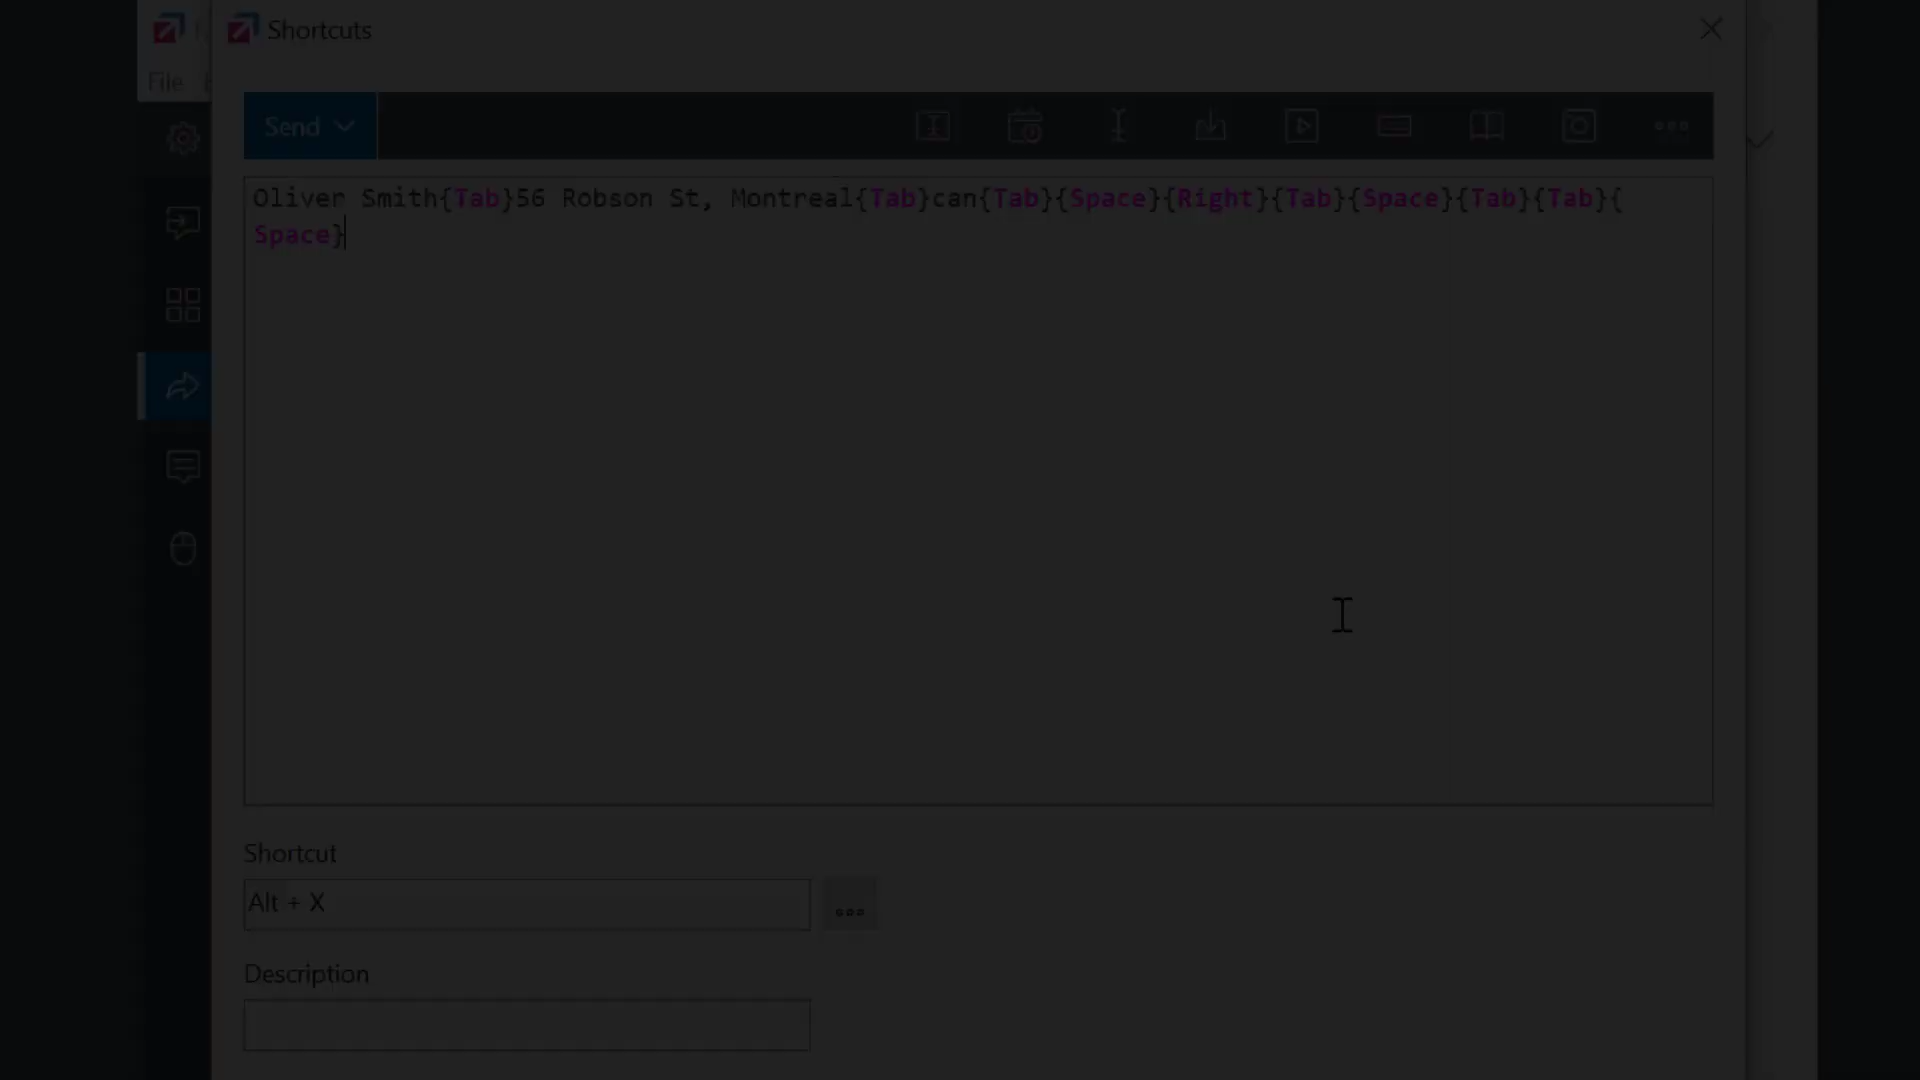 Shortcuts
File
Send
Oliver Smith{Tab}56 Robson St, Montreal{Tab}can{Tab}{Space}{Right}{Tab}{Space}{Tab}{Tab}{
Space}
Shortcut
Alt + X
Description